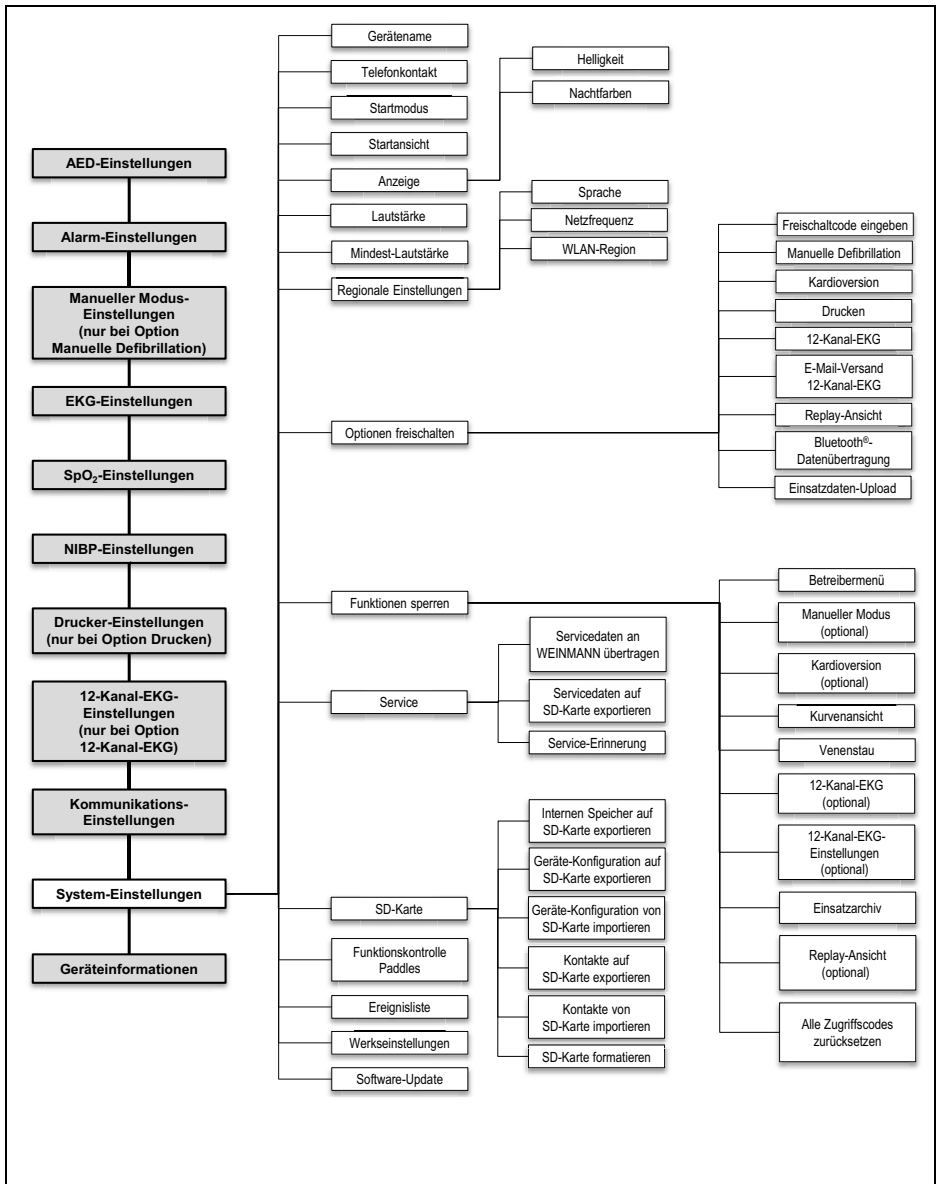 AED-Einstellungen
Alarm-Einstellungen
Manueller Modus-
Einstellungen
(nur bei Option
Manuelle Defibrillation)
EKG-Einstellungen
SpO₂-Einstellungen
NIBP-Einstellungen
Drucker-Einstellungen
(nur bei Option Drucken)
12-Kanal-EKG-
Einstellungen
(nur bei Option
12-Kanal-EKG)
Kommunikations-
Einstellungen
System-Einstellungen
Geräteinformationen
Gerätename
Telefonkontakt
Startmodus
Startansicht
Anzeige
Lautstärke
Mindest-Lautstärke
Regionale Einstellungen
Optionen freischalten
Funktionen sperren
Service
SD-Karte
Funktionskontrolle
Paddles
Ereignisliste
Werkseinstellungen
Software-Update
Helligkeit
Nachtfarben
Sprache
Netzfrequenz
WLAN-Region
Servicedaten an
WEINMANN übertragen
Servicedaten auf
SD-Karte exportieren
Service-Erinnerung
Internen Speicher auf
SD-Karte exportieren
Geräte-Konfiguration auf
SD-Karte exportieren
Geräte-Konfiguration von
SD-Karte importieren
Kontakte auf
SD-Karte exportieren
Kontakte von
SD-Karte importieren
SD-Karte formatieren
Freischaltcode eingeben
Manuelle Defibrillation
Kardioversion
Drucken
12-Kanal-EKG
E-Mail-Versand
12-Kanal-EKG
Replay-Ansicht
Bluetooth®-
Datenübertragung
Einsatzdaten-Upload
Betreibermenü
Manueller Modus
(optional)
Kardioversion
(optional)
Kurvenansicht
Venenstau
12-Kanal-EKG
(optional)
12-Kanal-EKG-
Einstellungen
(optional)
Einsatzarchiv
Replay-Ansicht
(optional)
Alle Zugriffscodes
zurücksetzen